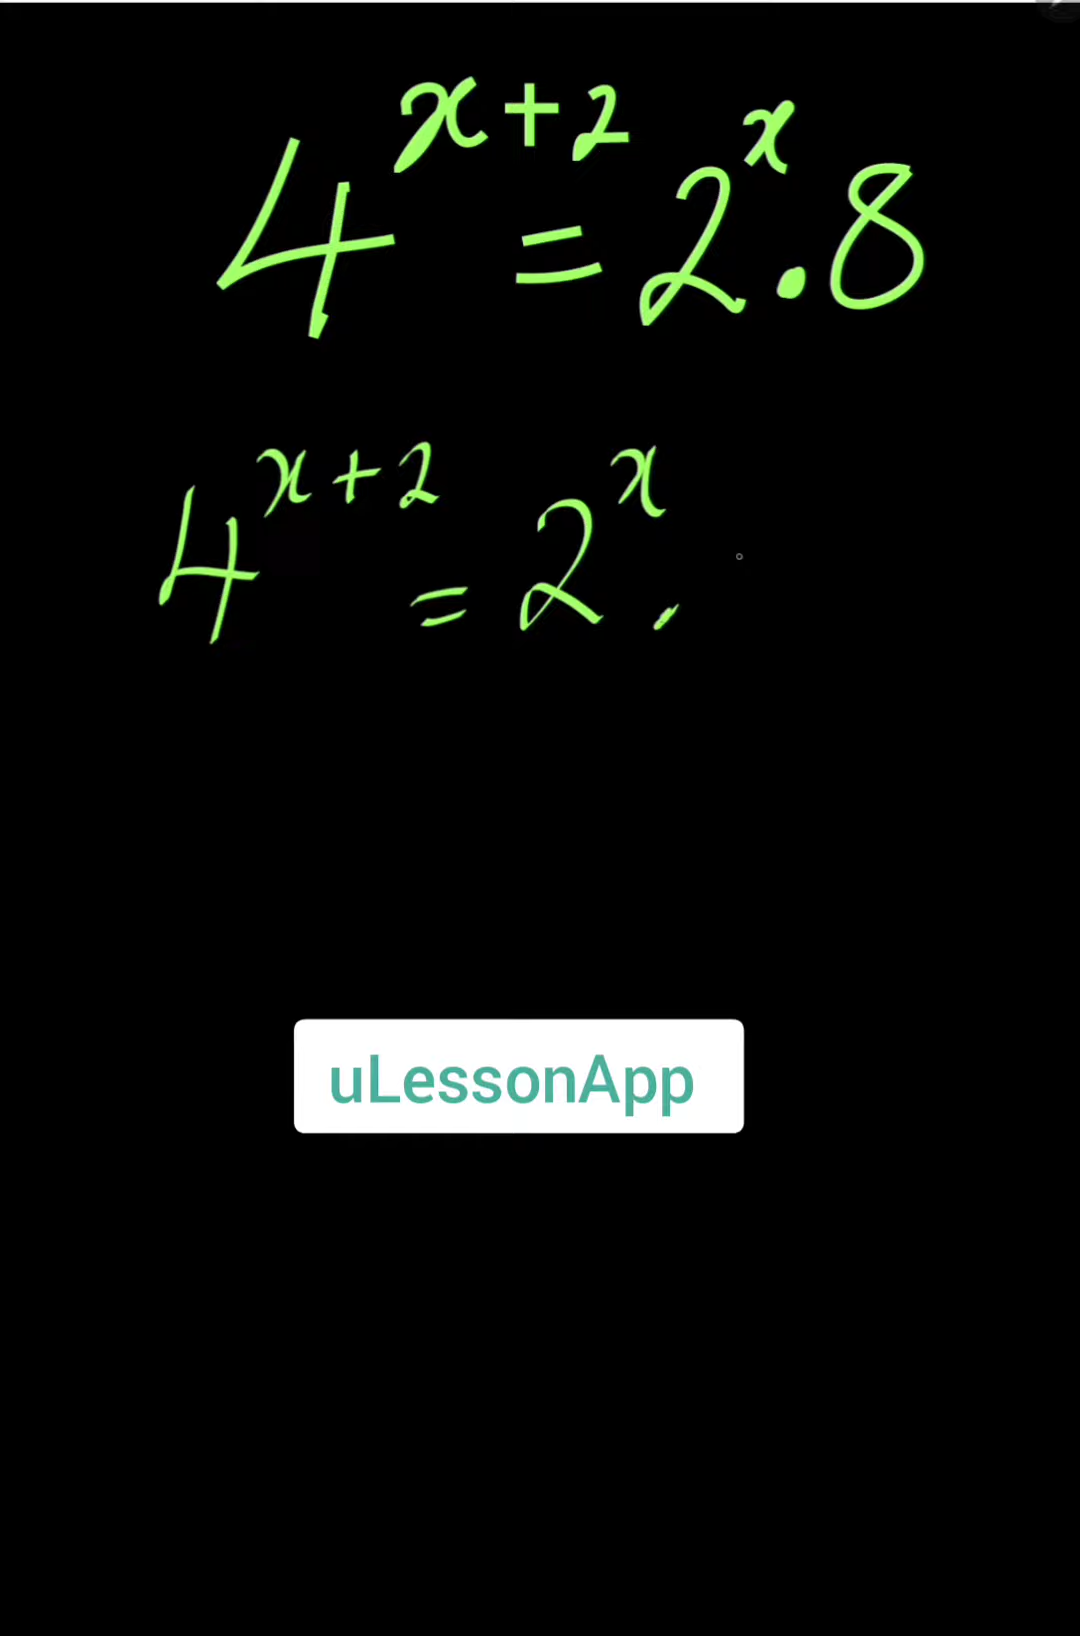 4^{x+2} = 2^x . 8
4^{x+2} = 2^x .
uLessonApp